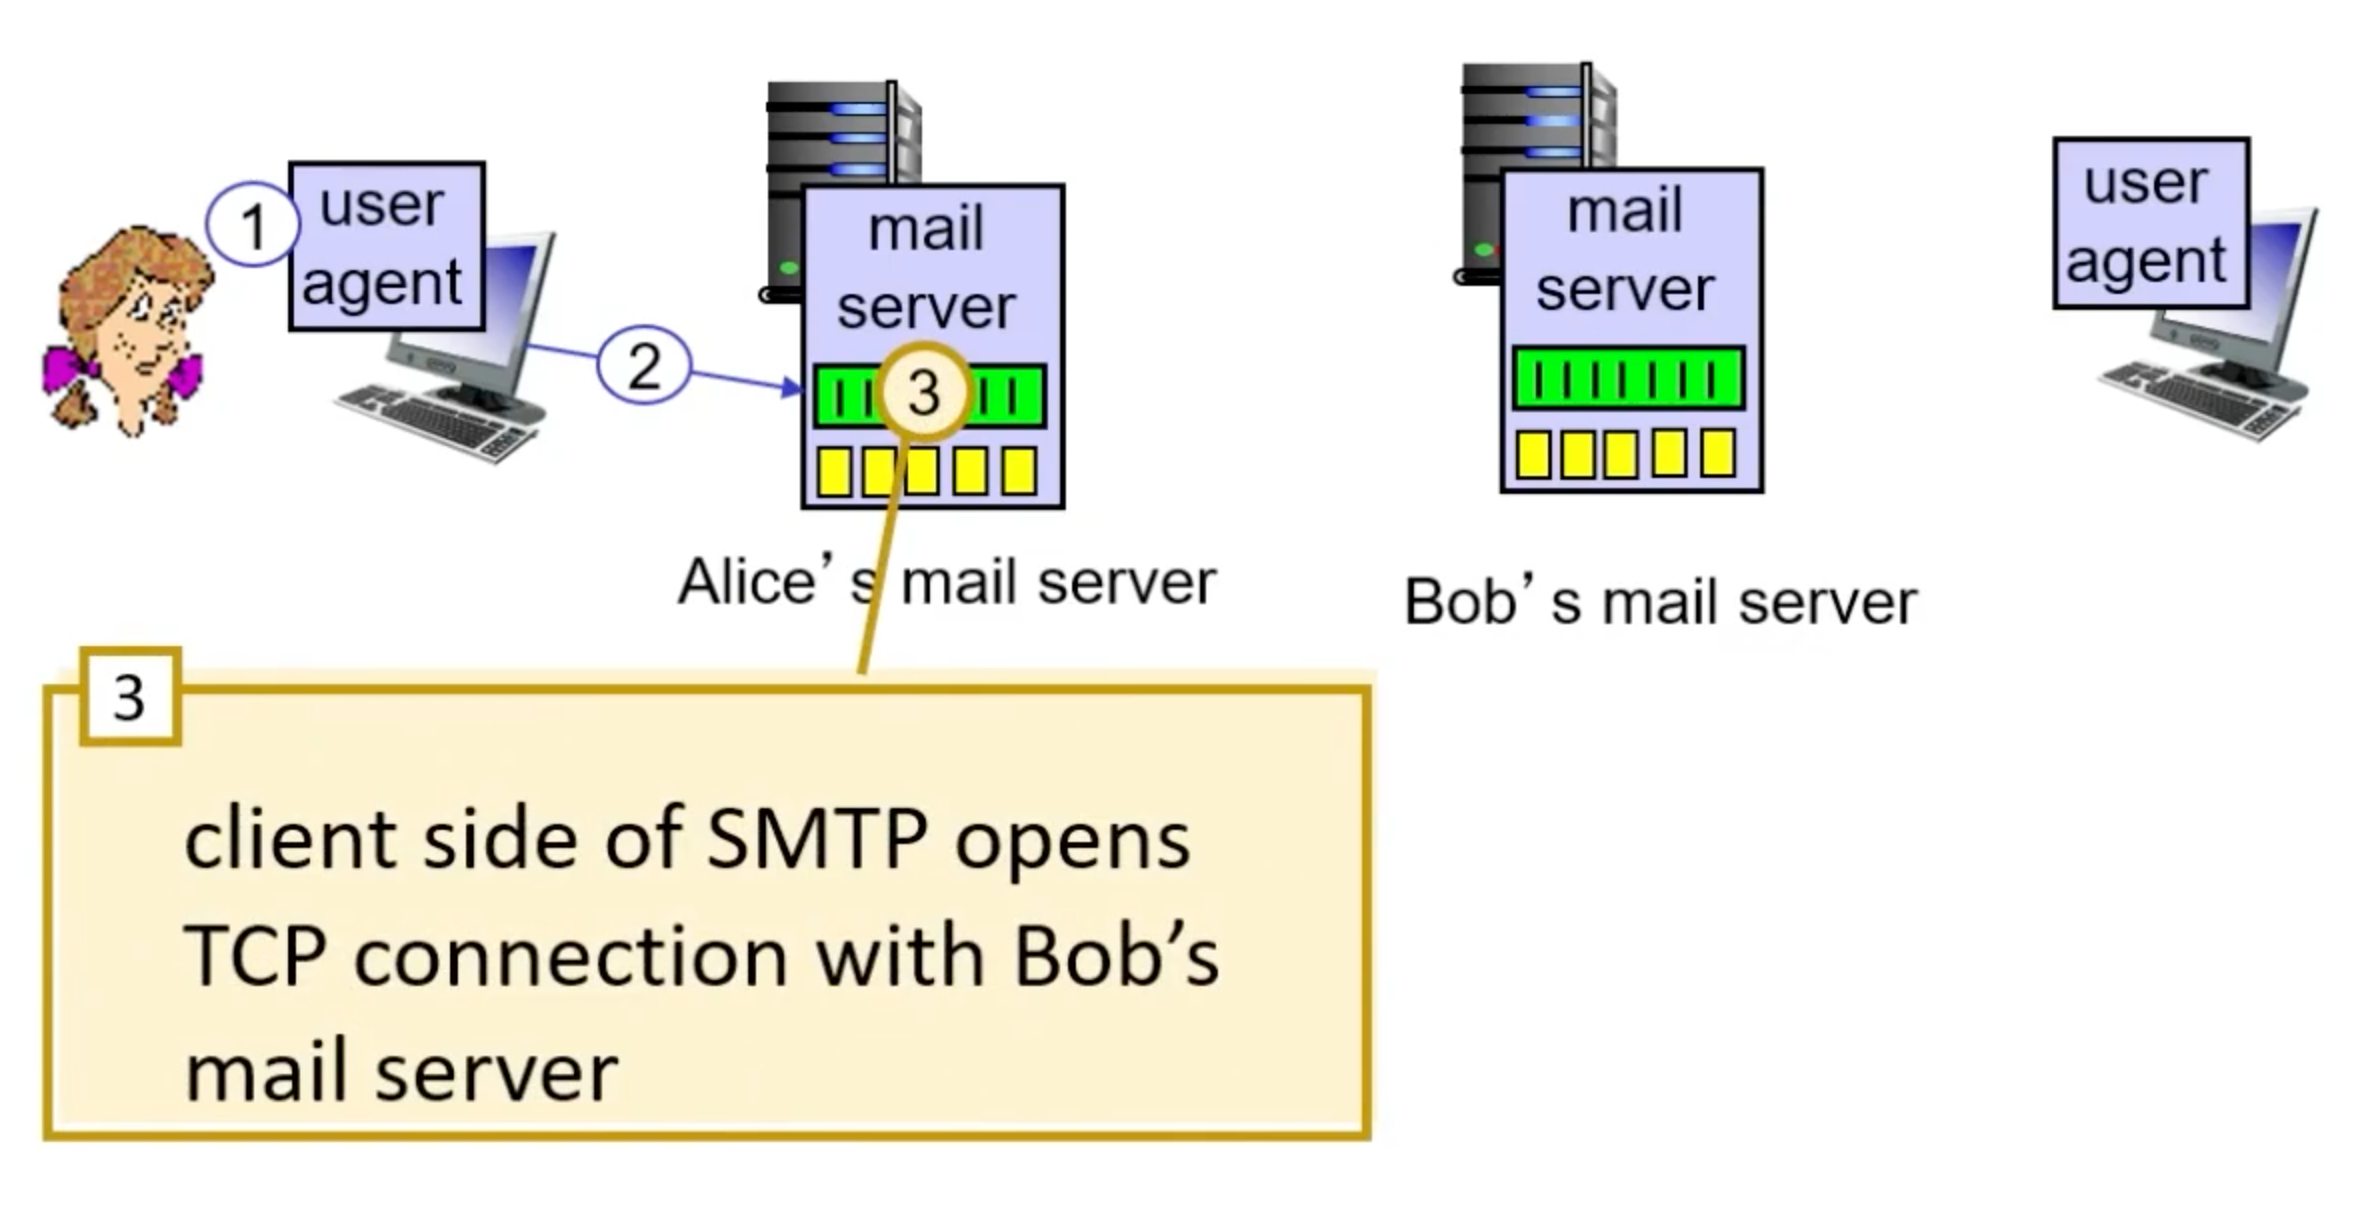 1
user
agent
2
mail
server
3
Alice’s mail server
mail
server
Bob’s mail server
user
agent
3
client side of SMTP opens
TCP connection with Bob’s
mail server